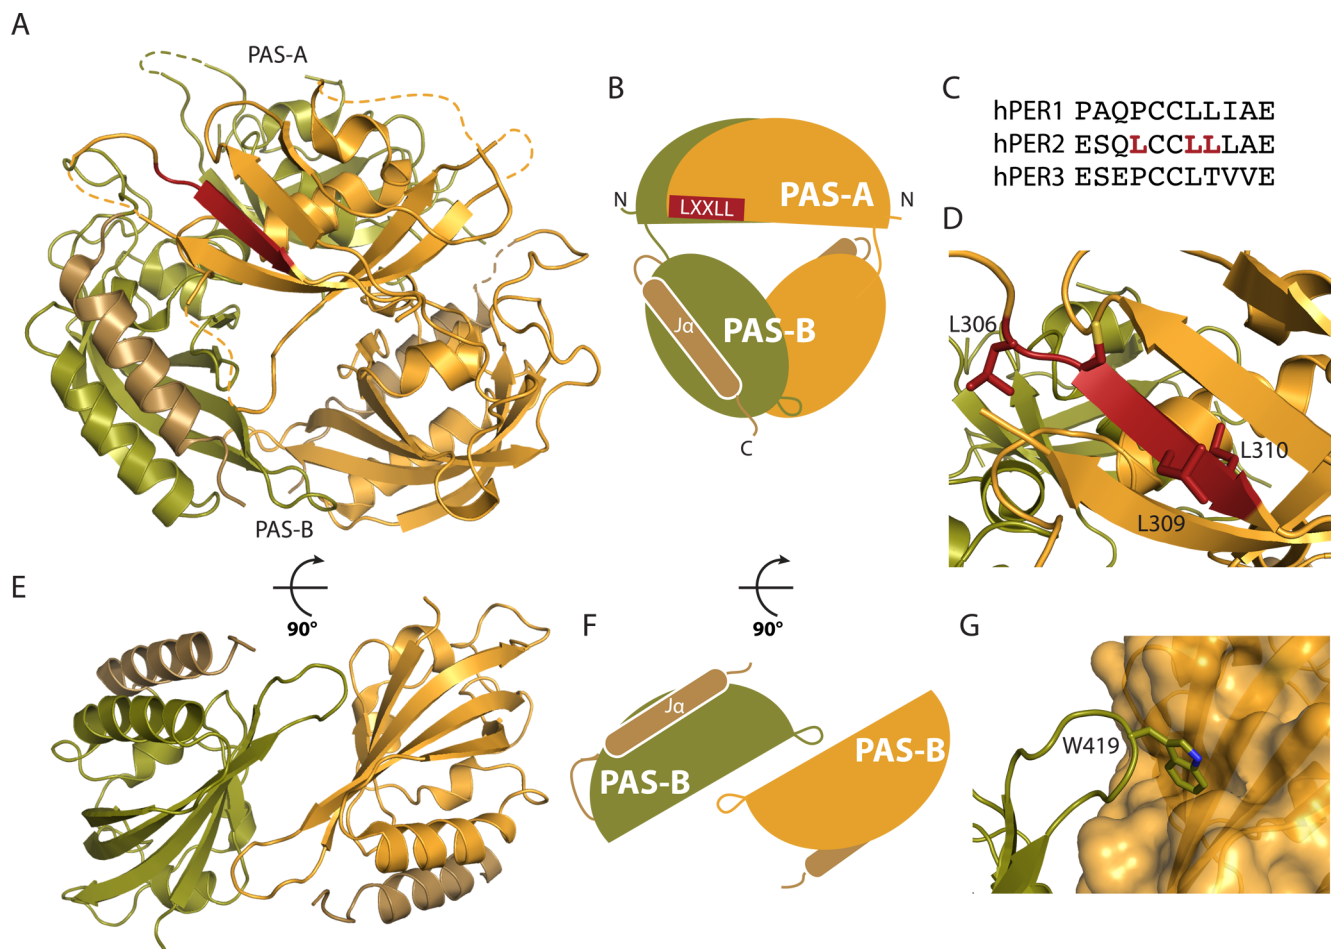 A
PAS-A
PAS-B
B
N
N
PAS-A
LXXLL
Jα
PAS-B
C
C
hPER1 PAQPCCLLIAE
hPER2 ESQLCCLLLAE
hPER3 ESEPCCLTVVE
D
L306
L310
L309
90°
90°
E
F
Jα
PAS-B
PAS-B
G
W419